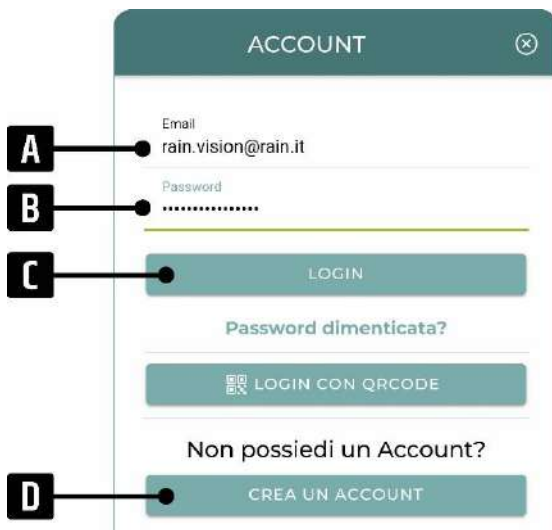 ACCOUNT
Email
A rain.vision@rain.it
Password
B ................
C LOGIN
Password dimenticata?
LOGIN CON QRCODE
Non possiedi un Account?
D CREA UN ACCOUNT